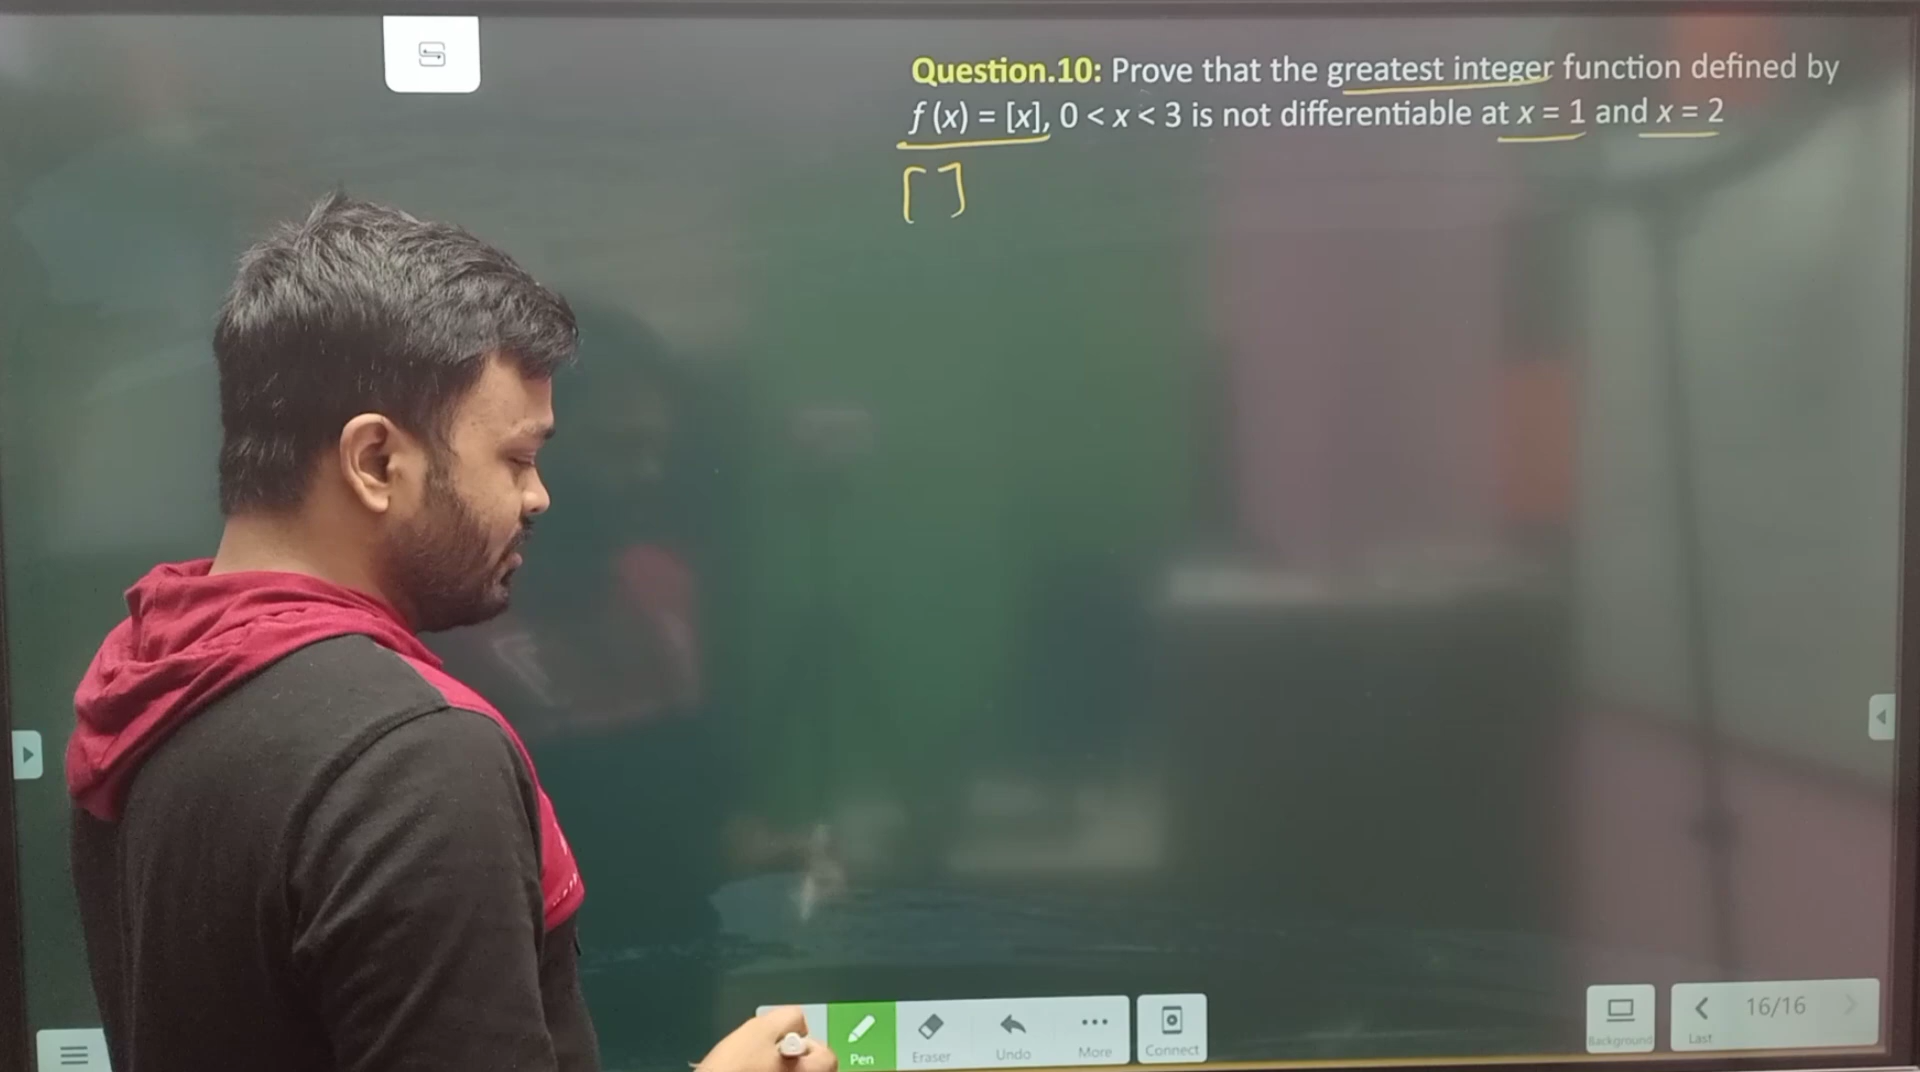 Question.10: Prove that the greatest integer function defined by
f (x) = [x], 0 < x < 3 is not differentiable at x = 1 and x = 2
[ ]
Pen
Eraser
Undo
More
Connect
Background
Last
16/16